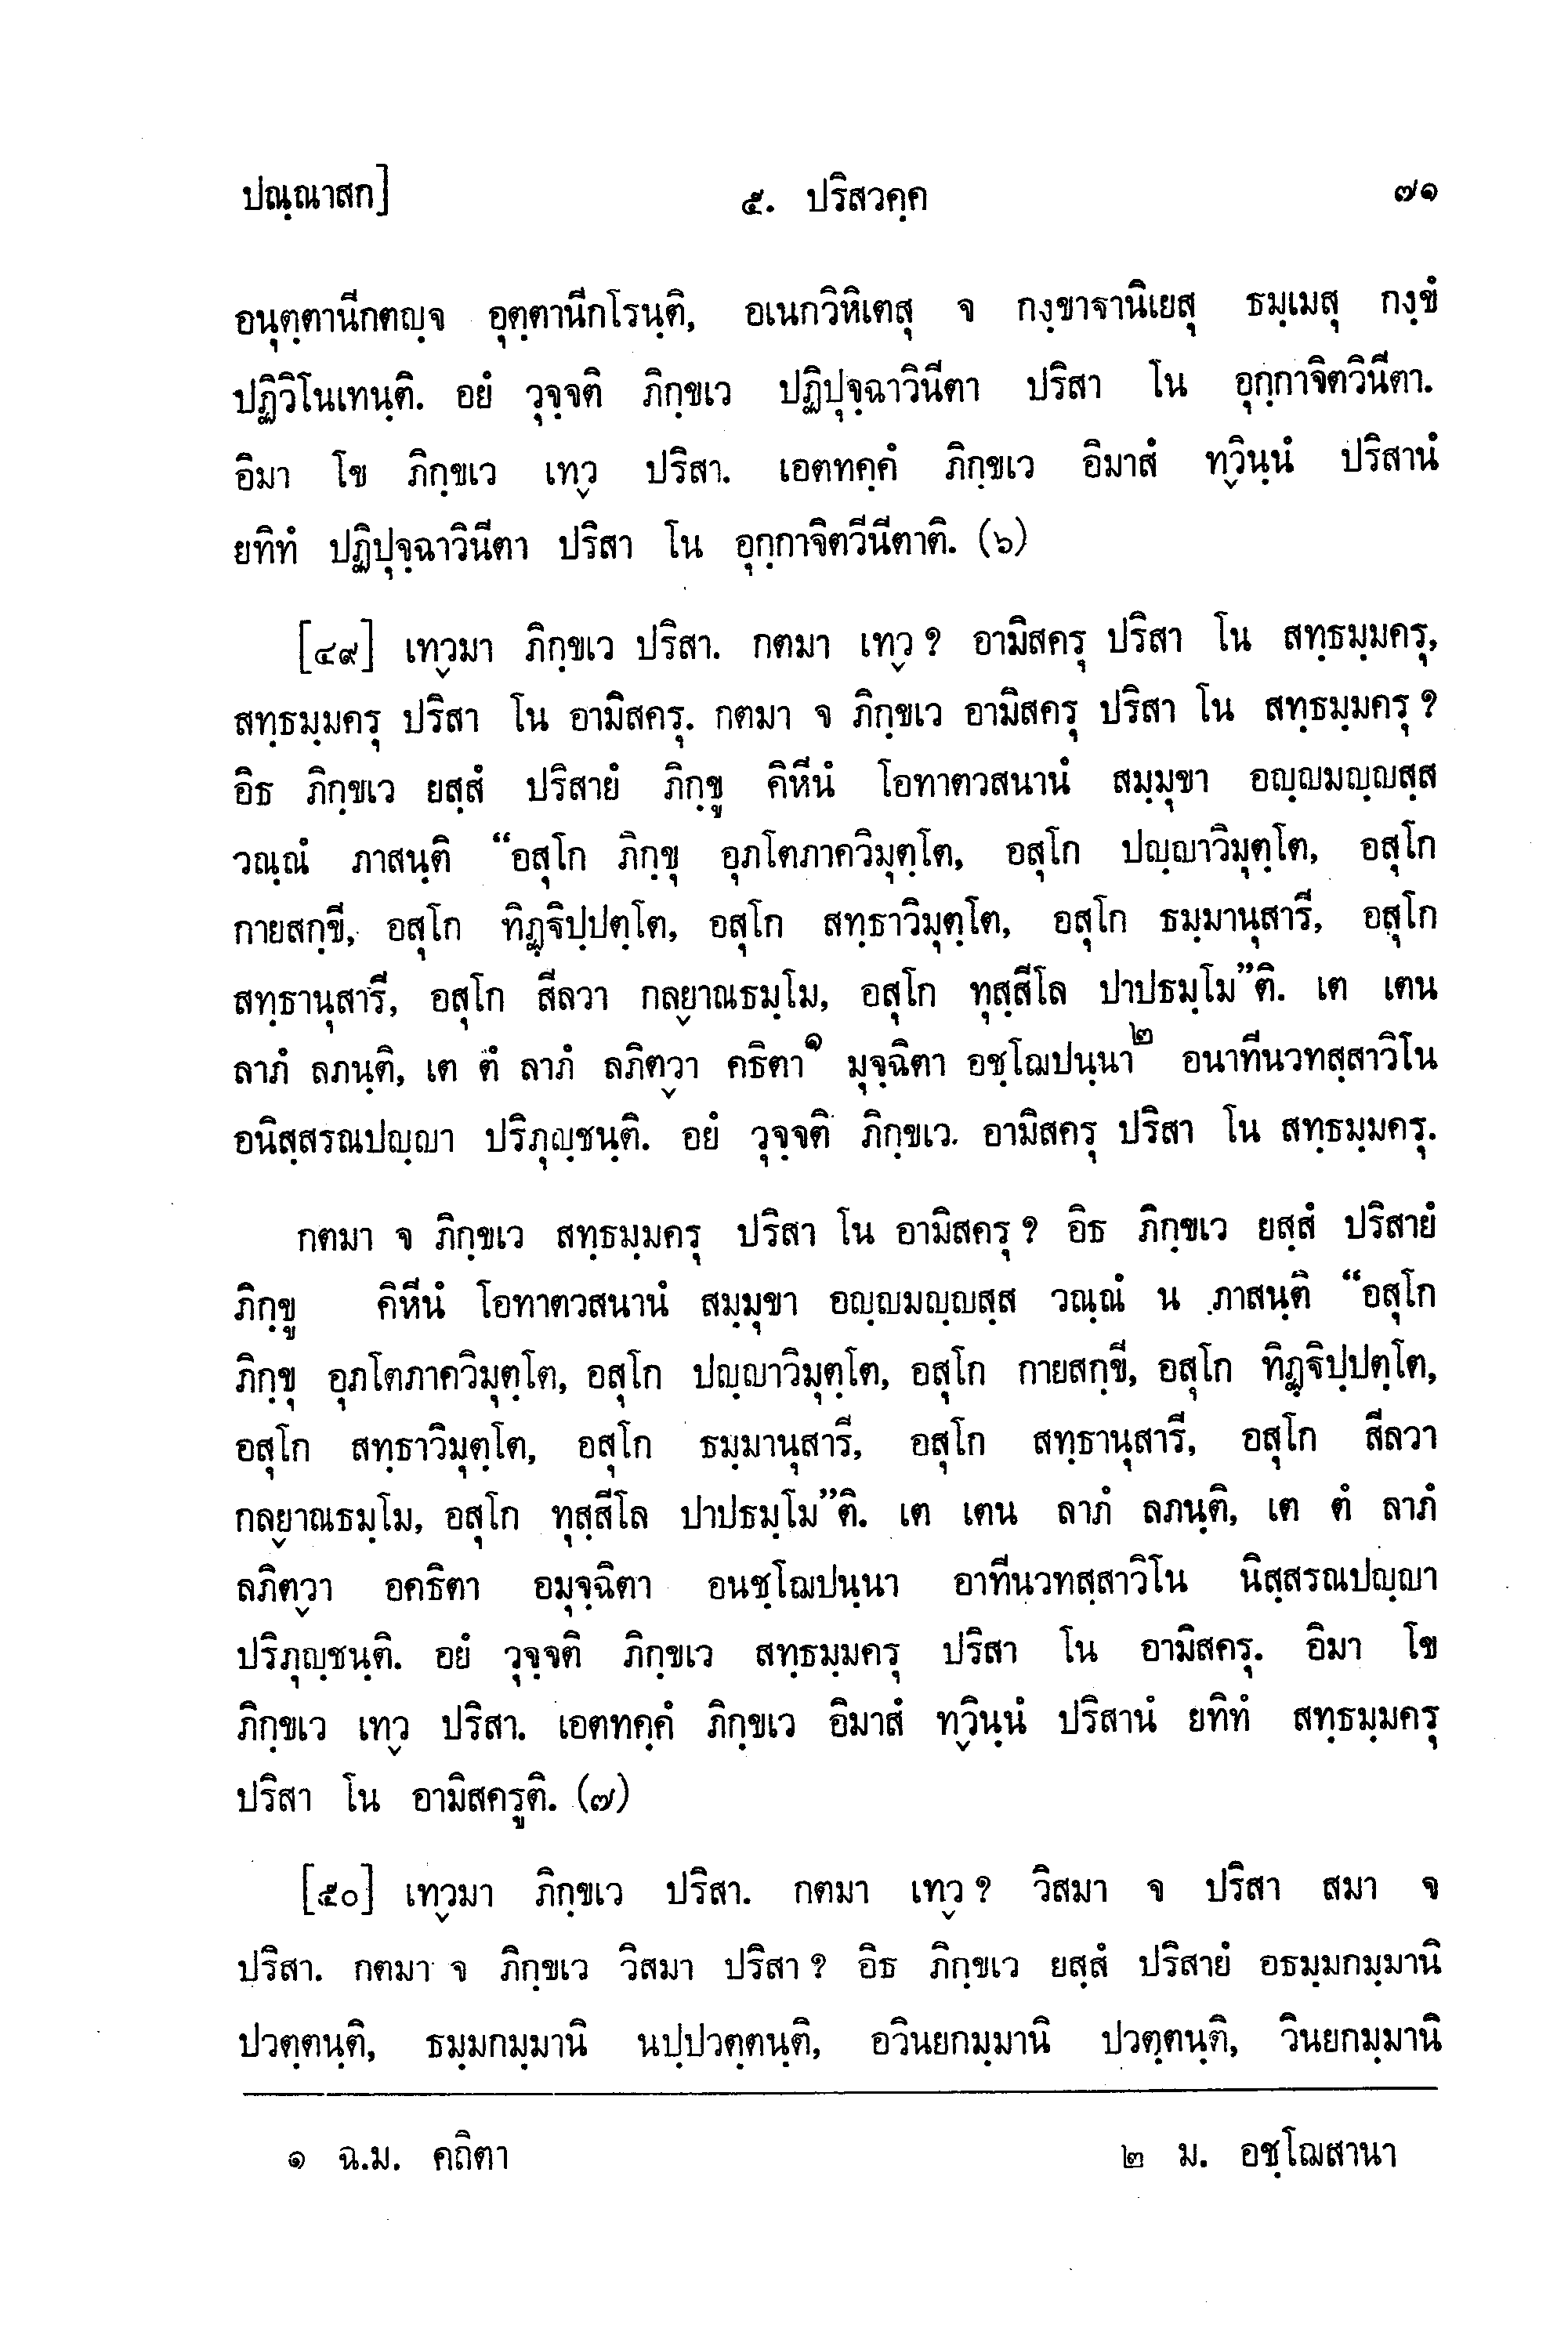 ปณฺณาสก] ๕. ปริสวคฺค ๗๑
อนุตฺตานีกตญฺจ อุตฺตานีกโรนฺติ, อเนกวิหิเตสุ จ กงฺขาฐานิเยสุ ธมฺเมสุ กงฺขํ
ปฏิวิโนเทนฺติ. อยํ วุจฺจติ ภิกฺขเว ปฏิปุจฺฉาวินีตา ปริสา โน อุกฺกาจิตวินีตา.
อิมา โข ภิกฺขเว เทฺว ปริสา. เอตทคฺคํ ภิกฺขเว อิมาสํ ทฺวินฺนํ ปริสานํ
ยทิทํ ปฏิปุจฺฉาวินีตา ปริสา โน อุกฺกาจิตวีนีตาติ. (๖)
[๔๙] เทฺวมา ภิกฺขเว ปริสา. กตมา เทฺว ? อามิสครุ ปริสา โน สทฺธมฺมครุ,
สทฺธมฺมครุ ปริสา โน อามิสครุ. กตมา จ ภิกฺขเว อามิสครุ ปริสา โน สทฺธมฺมครุ ?
อิธ ภิกฺขเว ยสฺสํ ปริสายํ ภิกฺขู คิหีนํ โอทาตวสนานํ สมฺมุขา อญฺญมญฺญสฺส
วณฺณํ ภาสนฺติ “อสุโก ภิกฺขุ อุภโตภาควิมุตฺโต, อสุโก ปญฺญาวิมุตฺโต, อสุโก
กายสกฺขี, อสุโก ทิฏฺฐิปฺปตฺโต, อสุโก สทฺธาวิมุตฺโต, อสุโก ธมฺมานุสารี, อสุโก
สทฺธานุสารี, อสุโก สีลวา กลฺยาณธมฺโม, อสุโก ทุสฺสีโล ปาปธมฺโม”ติ. เต เตน
ลาภํ ลภนฺติ, เต ตํ ลาภํ ลภิตฺวา คธิตา๑ มุจฺฉิตา อชฺโฌปนฺนา๒ อนาทีนวทสฺสาวิโน
อนิสฺสรณปญฺญา ปริภุญฺชนฺติ. อยํ วุจฺจติ ภิกฺขเว อามิสครุ ปริสา โน สทฺธมฺมครุ.
กตมา จ ภิกฺขเว สทฺธมฺมครุ ปริสา โน อามิสครุ ? อิธ ภิกฺขเว ยสฺสํ ปริสายํ
ภิกฺขู คิหีนํ โอทาตวสนานํ สมฺมุขา อญฺญมญฺญสฺส วณฺณํ น ภาสนฺติ “อสุโก
ภิกฺขุ อุภโตภาควิมุตฺโต, อสุโก ปญฺญาวิมุตฺโต, อสุโก กายสกฺขี, อสุโก ทิฏฺฐิปฺปตฺโต,
อสุโก สทฺธาวิมุตฺโต, อสุโก ธมฺมานุสารี, อสุโก สทฺธานุสารี, อสุโก สีลวา
กลฺยาณธมฺโม, อสุโก ทุสฺสีโล ปาปธมฺโม”ติ. เต เตน ลาภํ ลภนฺติ, เต ตํ ลาภํ
ลภิตฺวา อคธิตา อมุจฺฉิตา อนชฺโฌปนฺนา อาทีนวทสฺสาวิโน นิสฺสรณปญฺญา
ปริภุญฺชนฺติ. อยํ วุจฺจติ ภิกฺขเว สทฺธมฺมครุ ปริสา โน อามิสครุ. อิมา โข
ภิกฺขเว เทฺว ปริสา. เอตทคฺคํ ภิกฺขเว อิมาสํ ทฺวินฺนํ ปริสานํ ยทิทํ สทฺธมฺมครุ
ปริสา โน อามิสครูติ. (๗)
[๕๐] เทฺวมา ภิกฺขเว ปริสา. กตมา เทฺว ? วิสมา จ ปริสา สมา จ
ปริสา. กตมา จ ภิกฺขเว วิสมา ปริสา ? อิธ ภิกฺขเว ยสฺสํ ปริสายํ อธมฺมกมฺมานิ
ปวตฺตนฺติ, ธมฺมกมฺมานิ นปฺปวตฺตนฺติ, อวินยกมฺมานิ ปวตฺตนฺติ, วินยกมฺมานิ
๑ ฉ.ม. คถิตา ๒ ม. อชฺโฌสานา